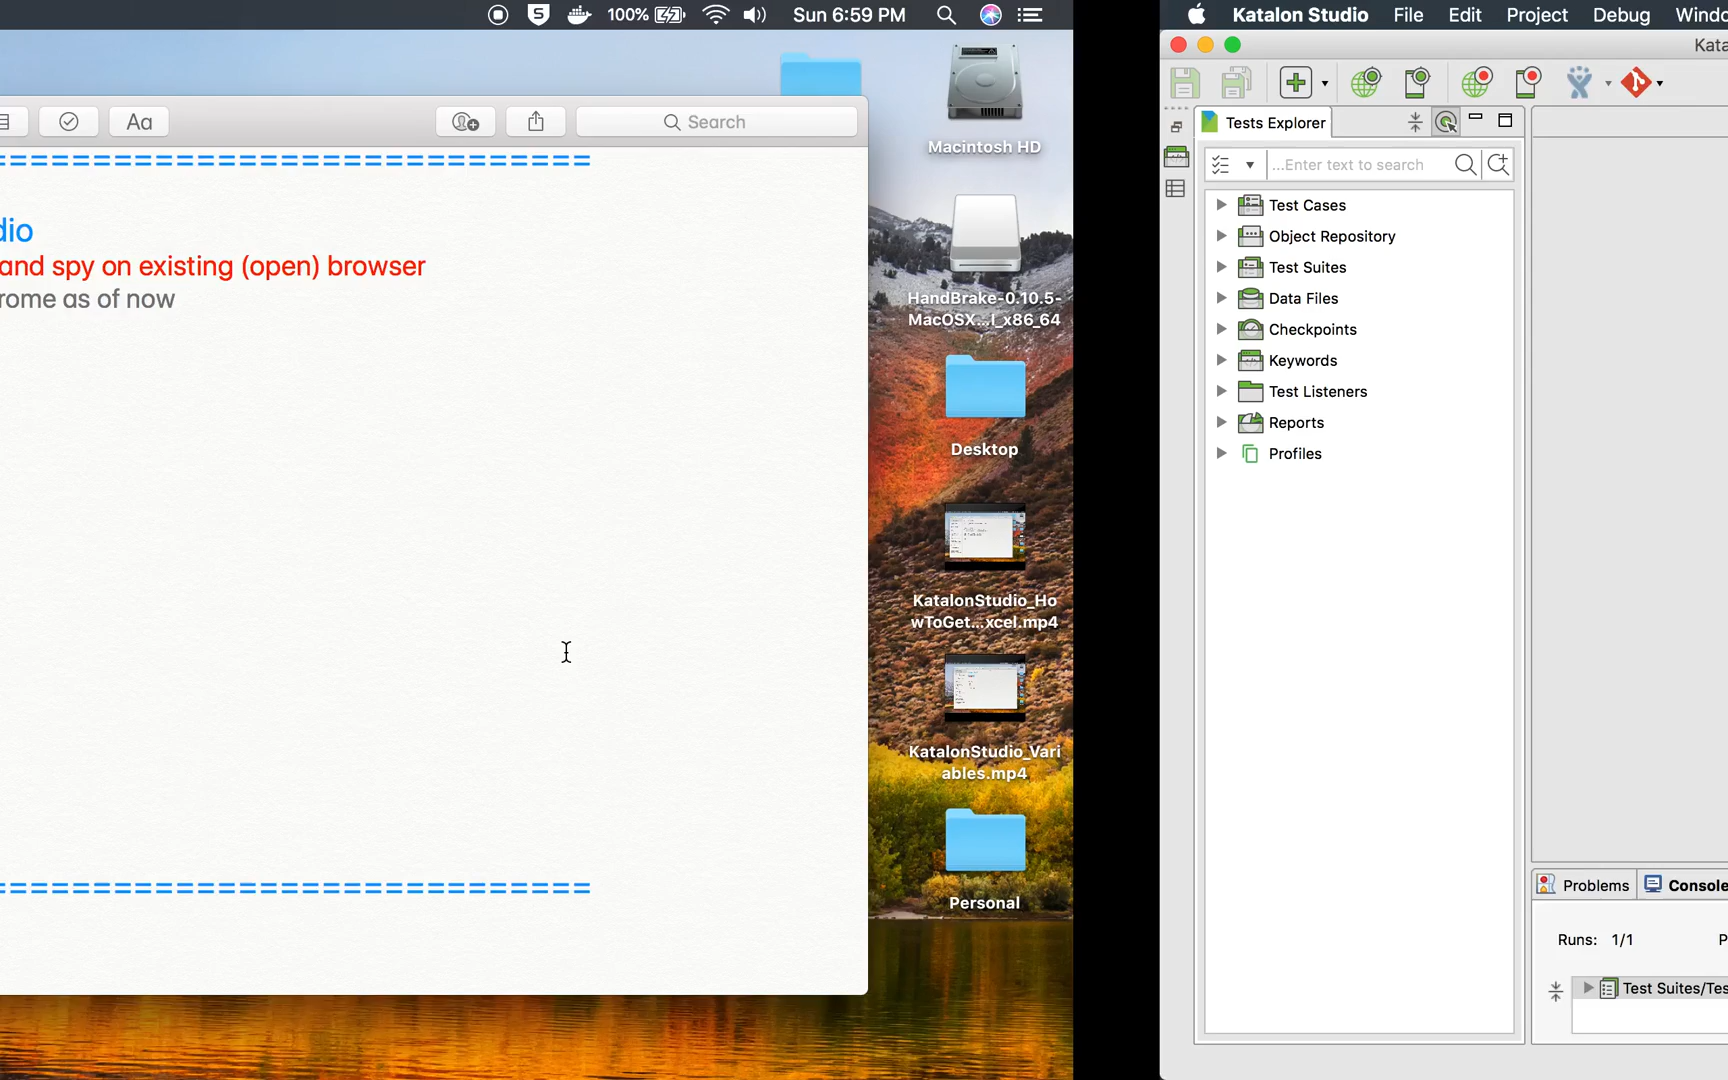 100%
Sun 6:59 PM
Aa
Search
===========================
dio
and spy on existing (open) browser
rome as of now
===========================
Macintosh HD
HandBrake-0.10.5-
MacOSX...l_x86_64
Desktop
KatalonStudio_Ho
wToGet...xcel.mp4
KatalonStudio_Vari
ables.mp4
Personal
Katalon Studio
File
Edit
Project
Debug
Windo
Kata
Tests Explorer
...Enter text to search
Test Cases
Object Repository
Test Suites
Data Files
Checkpoints
Keywords
Test Listeners
Reports
Profiles
Problems
Console
Runs: 1/1
P
Test Suites/Tes